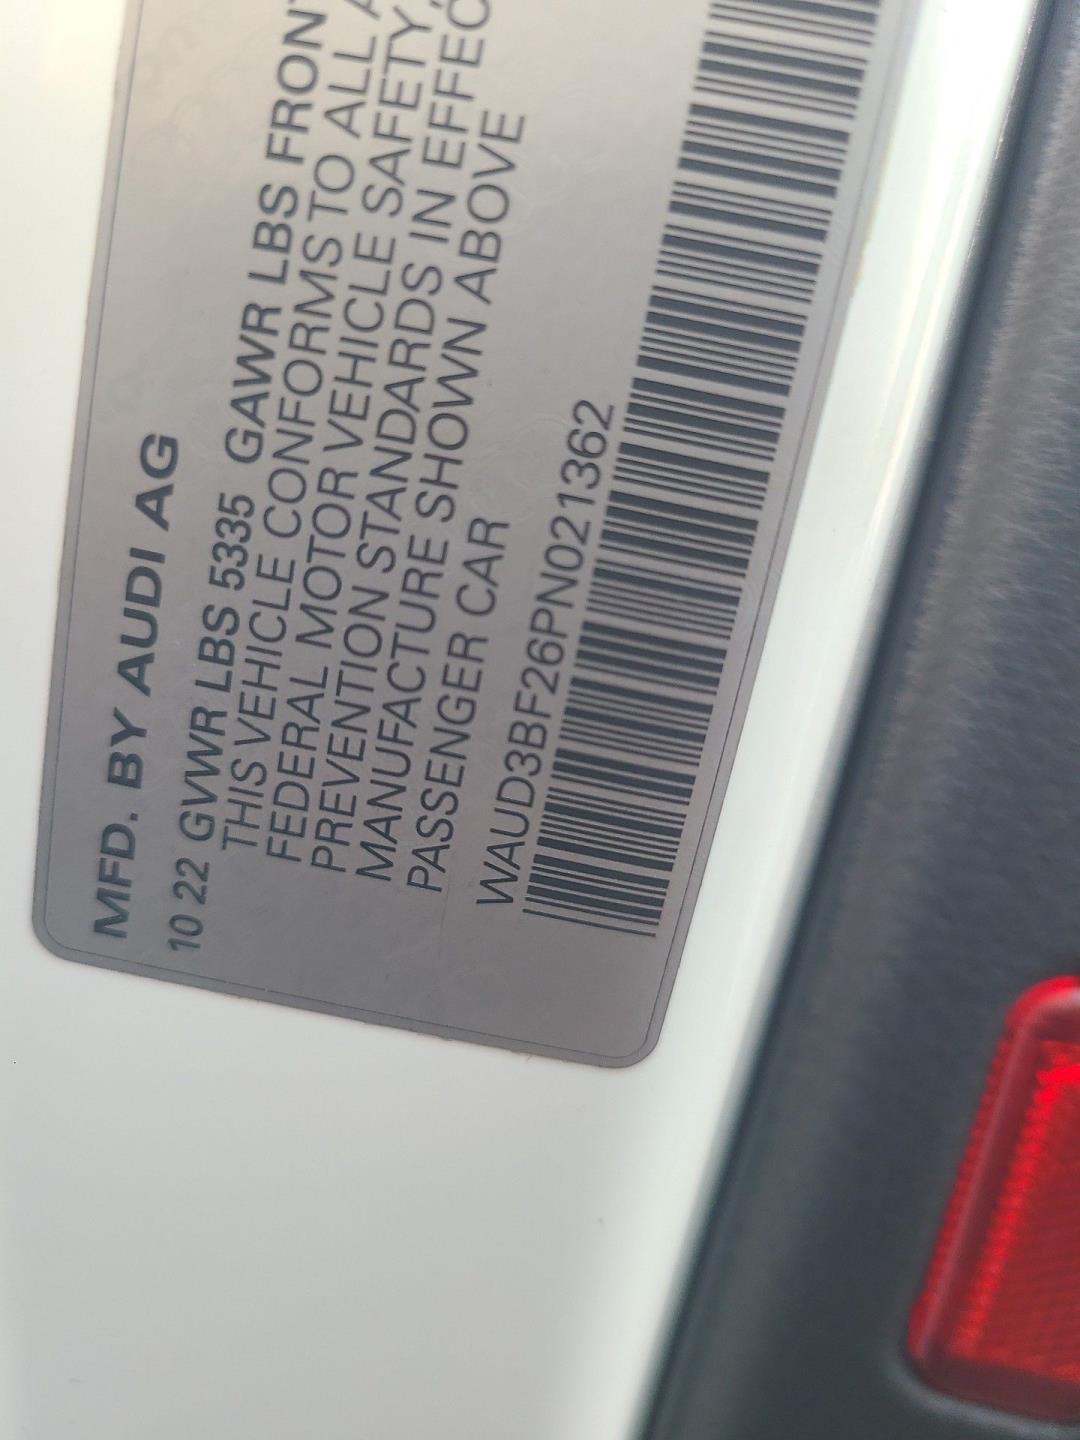 MFD. BY AUDI AG
10 22 GVWR LBS 5335 GAWR LBS FRONT
THIS VEHICLE CONFORMS TO ALL A
FEDERAL MOTOR VEHICLE SAFETY,
PREVENTION STANDARDS IN EFFEC
MANUFACTURE SHOWN ABOVE
PASSENGER CAR
WAUD3BF26PN021362